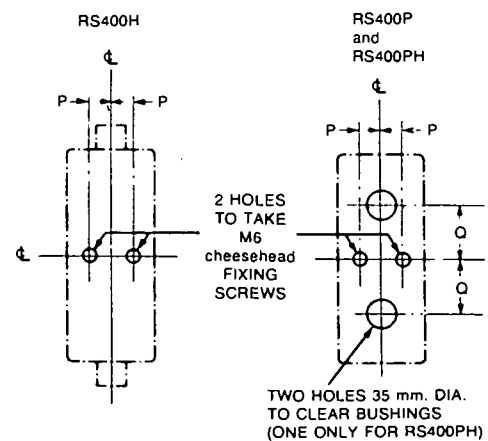 RS400H
RS400P
and
RS400PH
℄
℄
P
P
P
P
2 HOLES
TO TAKE
M6
cheesehead
FIXING
SCREWS
℄
Q
Q
TWO HOLES 35 mm. DIA.
TO CLEAR BUSHINGS
(ONE ONLY FOR RS400PH)